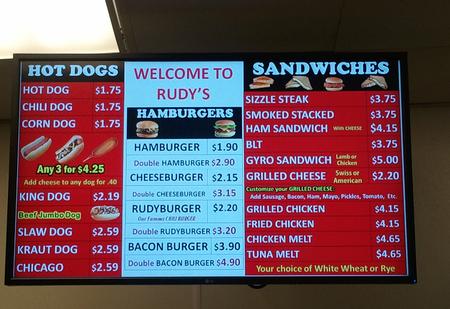 HOT DOGS
HOT DOG $1.75
CHILI DOG $1.75
CORN DOG $1.75
Any 3 for $4.25
Add cheese to any dog for .40
KING DOG $2.19
Beef Jumbo Dog
SLAW DOG $2.59
KRAUT DOG $2.59
CHICAGO $2.59
WELCOME TO
RUDY'S
HAMBURGERS
HAMBURGER $1.90
Double HAMBURGER $2.90
CHEESEBURGER $2.15
Double CHEESEBURGER $3.15
RUDYBURGER $2.20
Our Famous CHILI BURGER
Double RUDYBURGER $3.20
BACON BURGER $3.90
Double BACON BURGER $4.90
SANDWICHES
SIZZLE STEAK $3.75
SMOKED STACKED $3.75
HAM SANDWICH With CHEESE $4.15
BLT $3.75
GYRO SANDWICH Lamb or Chicken $5.00
GRILLED CHEESE Swiss or American $2.20
Customize your GRILLED CHEESE
Add Sausage, Bacon, Ham, Mayo, Pickles, Tomato, Etc.
GRILLED CHICKEN $4.15
FRIED CHICKEN $4.15
CHICKEN MELT $4.65
TUNA MELT $4.65
Your choice of White Wheat or Rye
LG